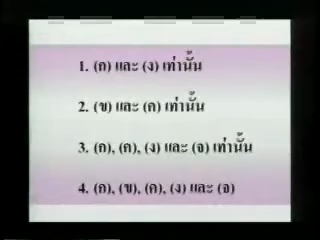 1. (ค) และ (ง) เท่านั้น
2. (ข) และ (ค) เท่านั้น
3. (ก), (ค), (ง) และ (จ) เท่านั้น
4. (ก), (ข), (ค), (ง) และ (จ)